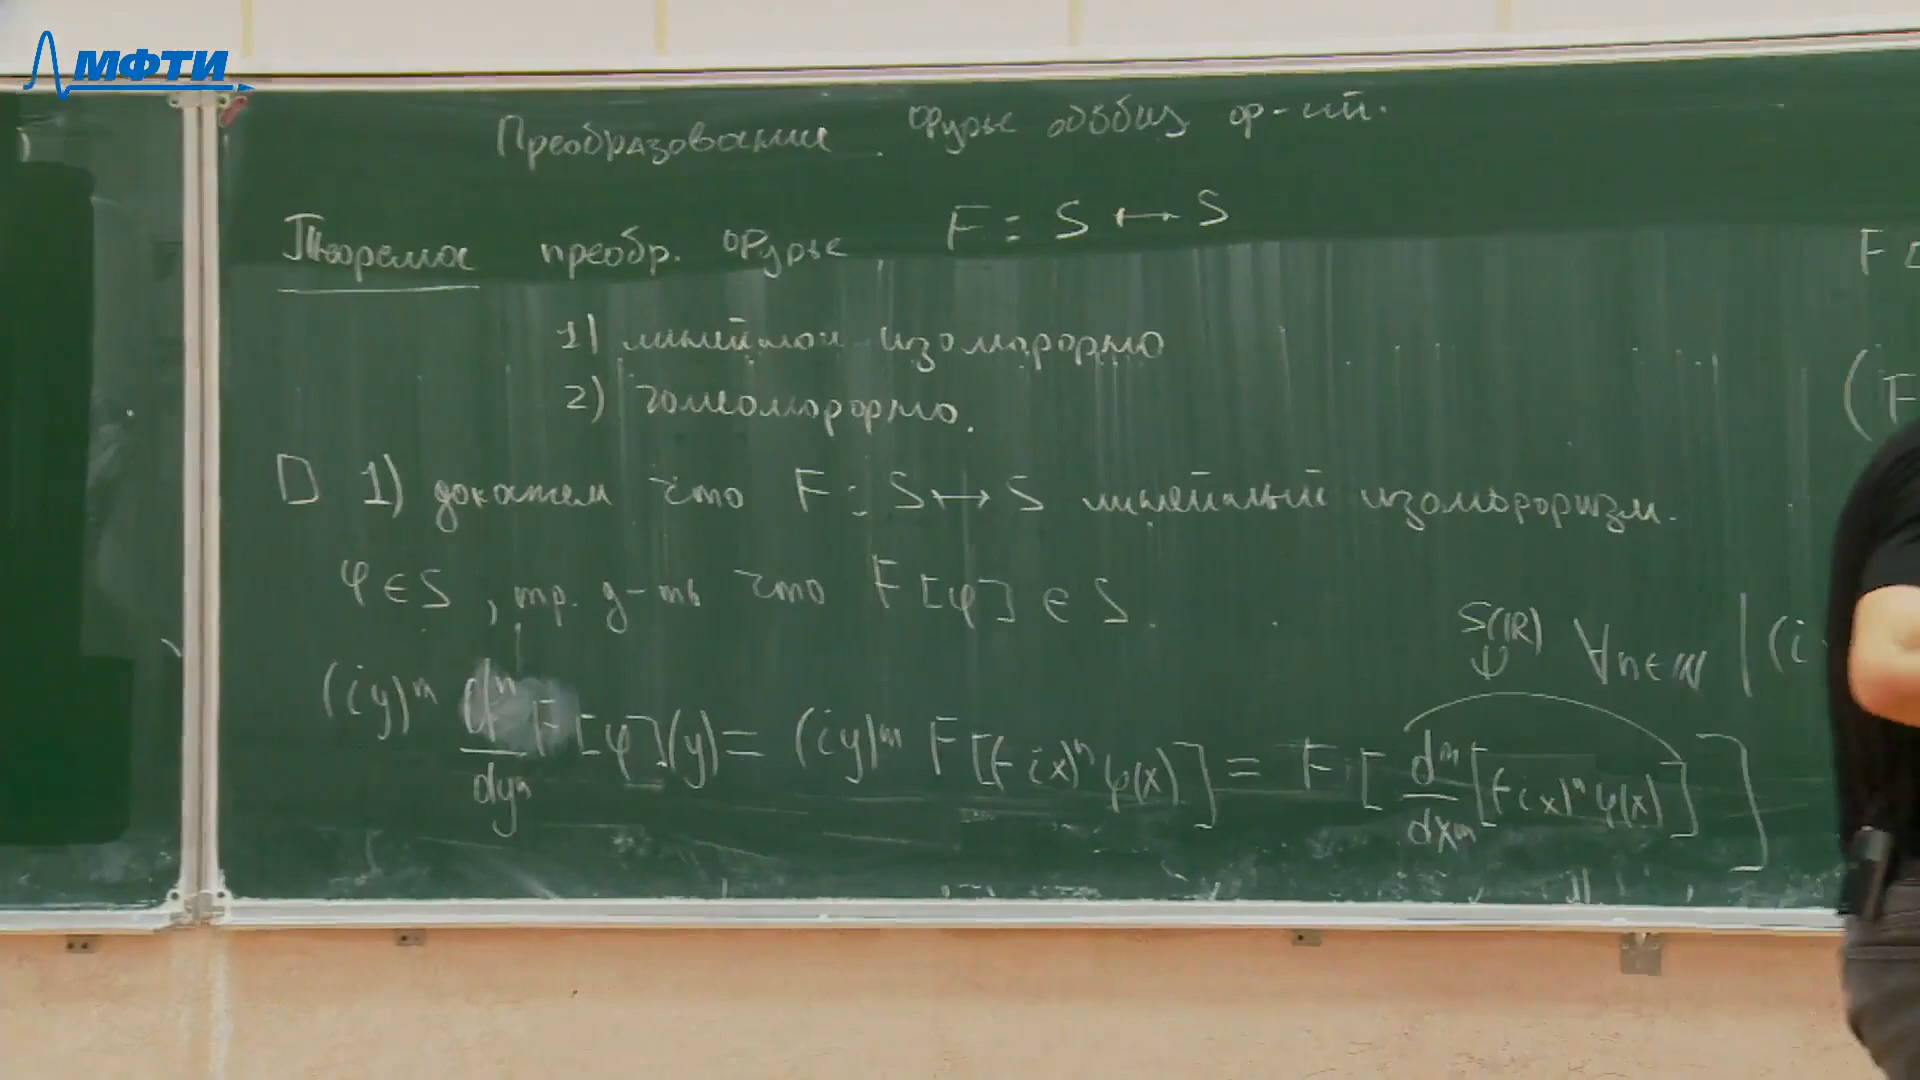 МФТИ
Преобразование Фурье обобщ ф-ий.
Теорема преобр. Фурье F : S ↔ S
1) линейно изоморфно
2) гомеоморфно.
D 1) докажем что F : S ↔ S линейный изоморфизм.
φ ∈ S , тр. д-ть что F[φ] ∈ S.
S(ℝ) ∀n∈ℕ |(i
(iy)^m d^n/dy^n F[φ](y) = (iy)^m F[(-ix)^n φ(x)] = F[d^m/dx^m [(-ix)^n φ(x)]]
F[
(F